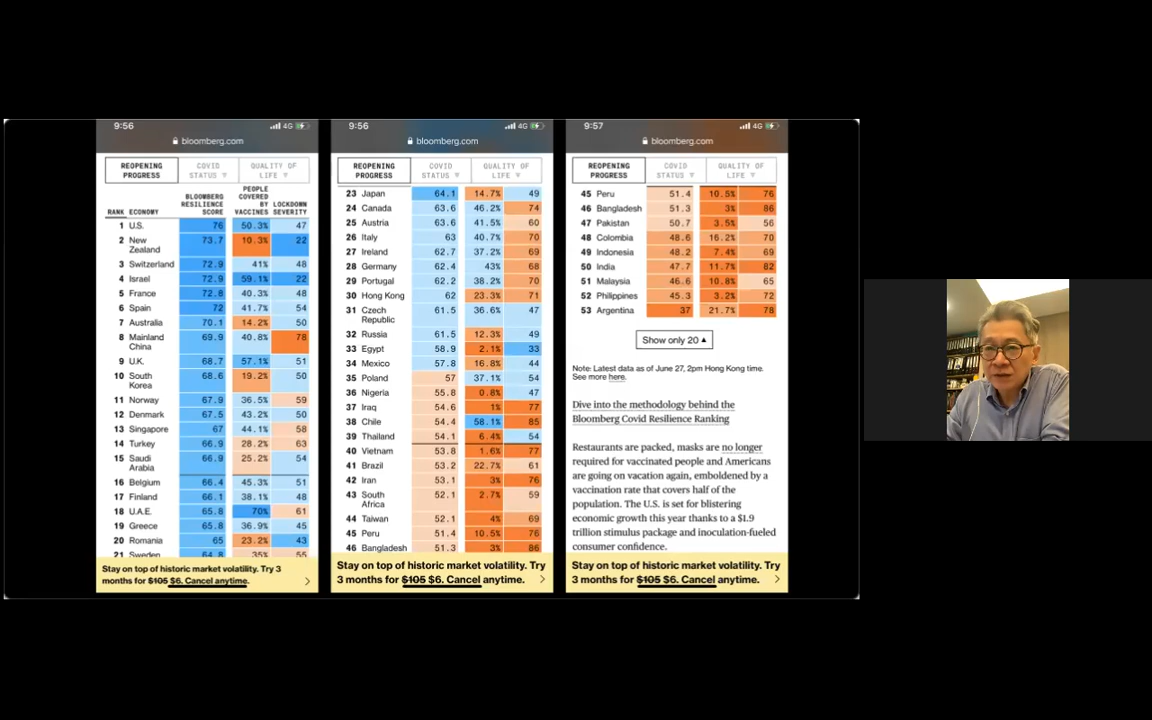 9:56
4G
bloomberg.com
REOPENING PROGRESS
COVID STATUS ▼
QUALITY OF LIFE ▼
RANK ECONOMY BLOOMBERG RESILIENCE SCORE PEOPLE COVERED BY VACCINES LOCKDOWN SEVERITY
1 U.S. 76 50.3% 47
2 New Zealand 73.7 10.3% 22
3 Switzerland 72.9 41% 48
4 Israel 72.9 59.1% 22
5 France 72.8 40.3% 48
6 Spain 72 41.7% 54
7 Australia 70.1 14.2% 50
8 Mainland China 69.9 40.8% 78
9 U.K. 68.7 57.1% 51
10 South Korea 68.6 19.2% 50
11 Norway 67.9 36.5% 59
12 Denmark 67.5 43.2% 50
13 Singapore 67 44.1% 58
14 Turkey 66.9 28.2% 63
15 Saudi Arabia 66.9 25.2% 54
16 Belgium 66.4 45.3% 51
17 Finland 66.1 38.1% 48
18 U.A.E. 65.8 70% 61
19 Greece 65.8 36.9% 45
20 Romania 65 23.2% 43
21 Sweden 64.8 35% 55
Stay on top of historic market volatility. Try 3
months for $105 $6. Cancel anytime.
9:56
4G
bloomberg.com
REOPENING PROGRESS
COVID STATUS ▼
QUALITY OF LIFE ▼
23 Japan 64.1 14.7% 49
24 Canada 63.6 46.2% 74
25 Austria 63.6 41.5% 60
26 Italy 63 40.7% 70
27 Ireland 62.7 37.2% 69
28 Germany 62.4 43% 68
29 Portugal 62.2 38.2% 70
30 Hong Kong 62 23.3% 71
31 Czech Republic 61.5 36.6% 47
32 Russia 61.5 12.3% 49
33 Egypt 58.9 2.1% 33
34 Mexico 57.8 16.8% 44
35 Poland 57 37.1% 54
36 Nigeria 55.8 0.8% 47
37 Iraq 54.6 1% 77
38 Chile 54.4 58.1% 85
39 Thailand 54.1 6.4% 54
40 Vietnam 53.8 1.6% 77
41 Brazil 53.2 22.7% 61
42 Iran 53.1 3% 76
43 South Africa 52.1 2.7% 59
44 Taiwan 52.1 4% 69
45 Peru 51.4 10.5% 76
46 Bangladesh 51.3 3% 86
Stay on top of historic market volatility. Try
3 months for $105 $6. Cancel anytime.
9:57
4G
bloomberg.com
REOPENING PROGRESS
COVID STATUS ▼
QUALITY OF LIFE ▼
45 Peru 51.4 10.5% 76
46 Bangladesh 51.3 3% 86
47 Pakistan 50.7 3.5% 56
48 Colombia 48.6 16.2% 70
49 Indonesia 48.2 7.4% 69
50 India 47.7 11.7% 82
51 Malaysia 46.6 10.8% 65
52 Philippines 45.3 3.2% 72
53 Argentina 37 21.7% 78
Show only 20 ▲
Note: Latest data as of June 27, 2pm Hong Kong time.
See more here.
Dive into the methodology behind the
Bloomberg Covid Resilience Ranking
Restaurants are packed, masks are no longer
required for vaccinated people and Americans
are going on vacation again, emboldened by a
vaccination rate that covers half of the
population. The U.S. is set for blistering
economic growth this year thanks to a $1.9
trillion stimulus package and inoculation-fueled
consumer confidence.
Stay on top of historic market volatility. Try
3 months for $105 $6. Cancel anytime.